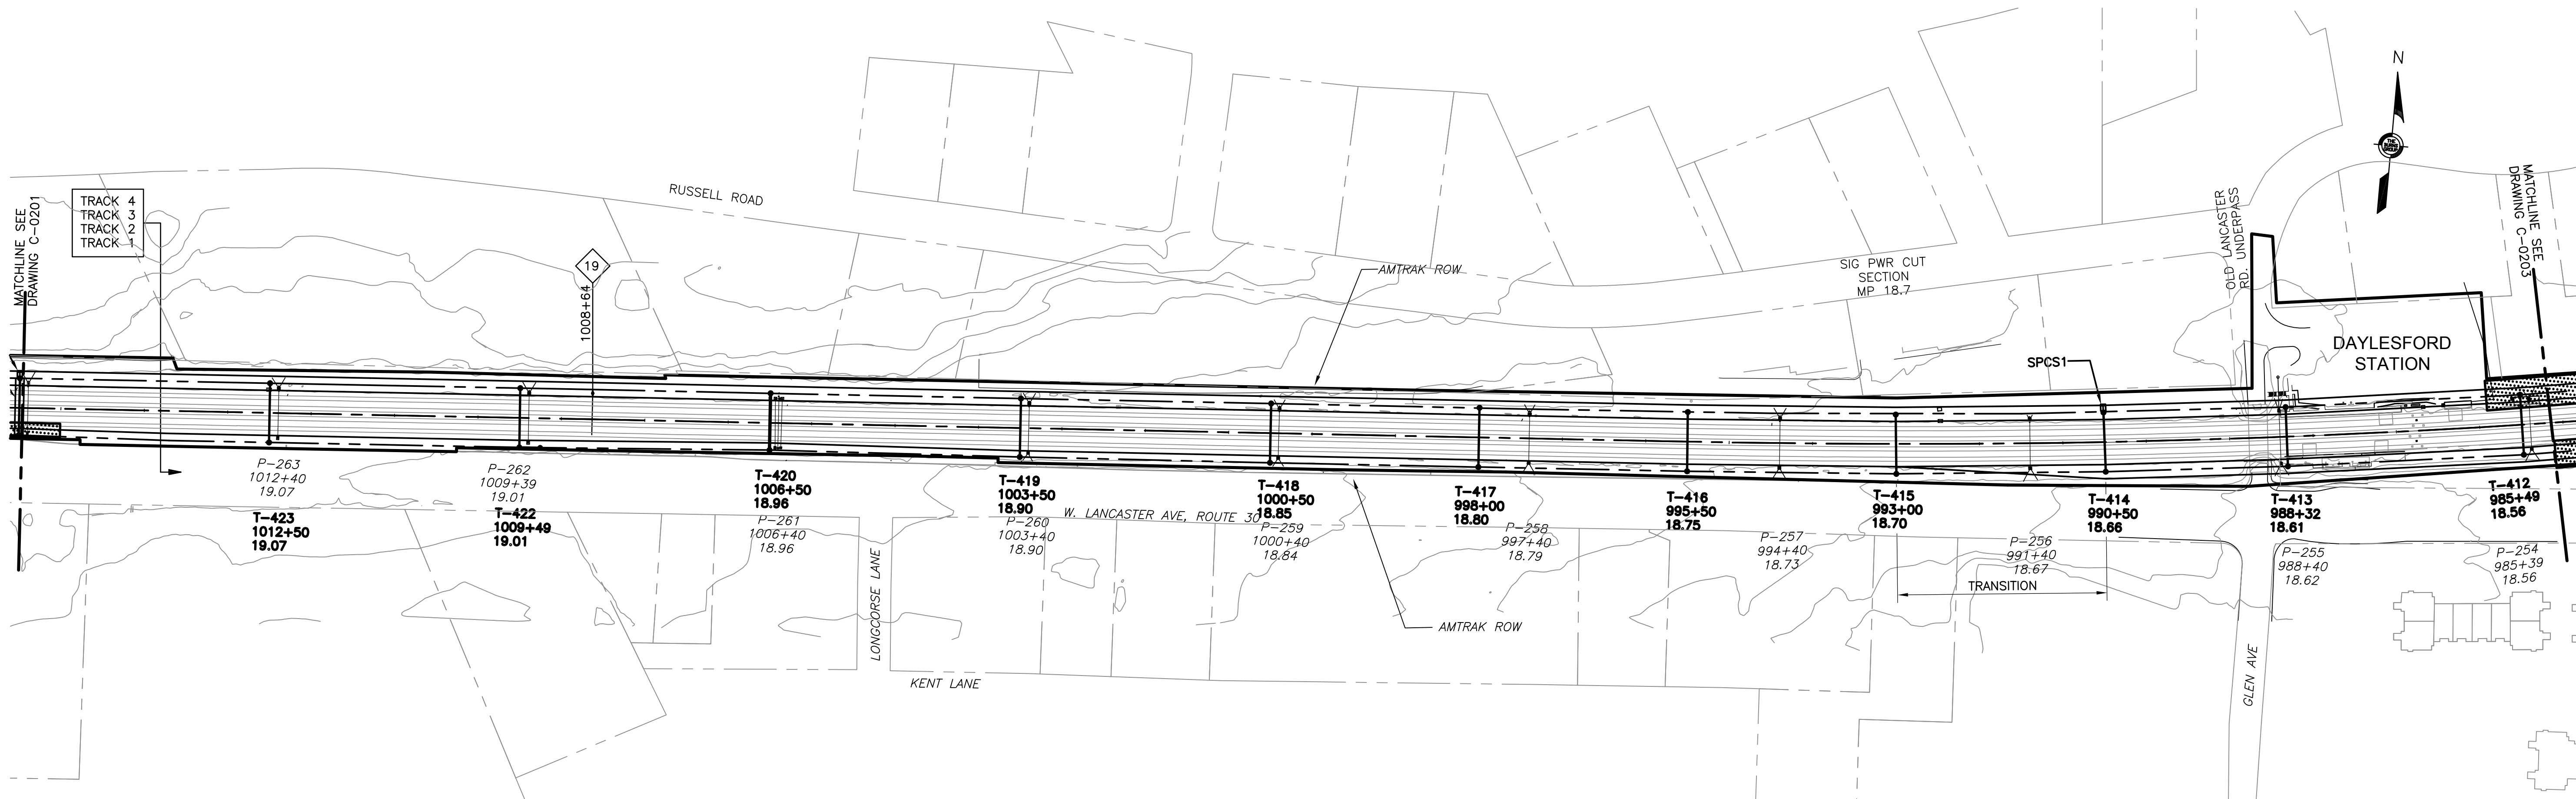 N
MATCHLINE SEE
DRAWING C-0201
TRACK 4
TRACK 3
TRACK 2
TRACK 1
RUSSELL ROAD
19
1008+64
AMTRAK ROW
SIG PWR CUT
SECTION
MP 18.7
SPCS1
OLD LANCASTER
RD. UNDERPASS
DAYLESFORD
STATION
MATCHLINE SEE
DRAWING C-0203
P-263
1012+40
19.07
T-423
1012+50
19.07
P-262
1009+39
19.01
T-422
1009+49
19.01
T-420
1006+50
18.96
P-261
1006+40
18.96
LONGCORSE LANE
T-419
1003+50
18.90
P-260
1003+40
18.90
W. LANCASTER AVE, ROUTE 30
T-418
1000+50
18.85
P-259
1000+40
18.84
T-417
998+00
18.80
P-258
997+40
18.79
T-416
995+50
18.75
P-257
994+40
18.73
T-415
993+00
18.70
P-256
991+40
18.67
TRANSITION
T-414
990+50
18.66
T-413
988+32
18.61
P-255
988+40
18.62
T-412
985+49
18.56
P-254
985+39
18.56
AMTRAK ROW
KENT LANE
GLEN AVE